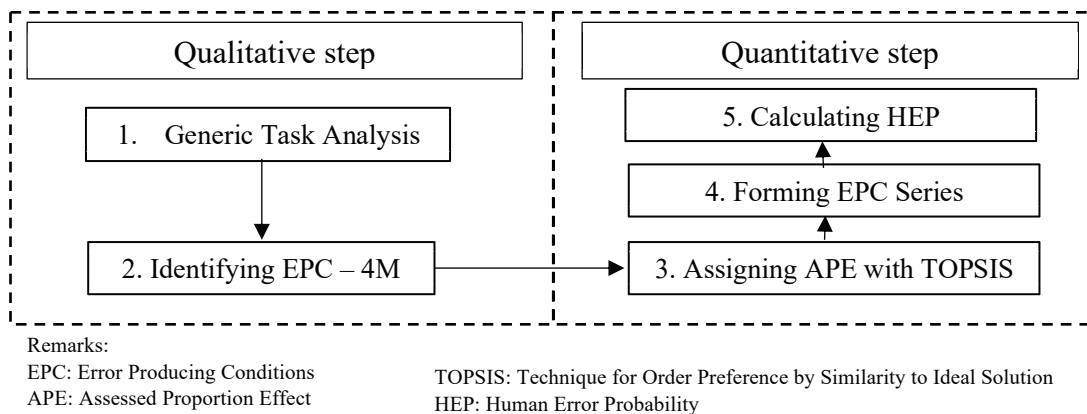 Qualitative step
1. Generic Task Analysis
2. Identifying EPC – 4M
Quantitative step
5. Calculating HEP
4. Forming EPC Series
3. Assigning APE with TOPSIS
Remarks:
EPC: Error Producing Conditions
APE: Assessed Proportion Effect
TOPSIS: Technique for Order Preference by Similarity to Ideal Solution
HEP: Human Error Probability